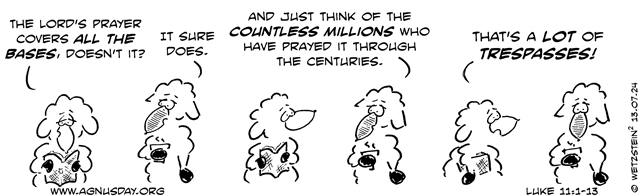 THE LORD'S PRAYER
COVERS ALL THE
BASES, DOESN'T IT?
IT SURE
DOES.
AND JUST THINK OF THE
COUNTLESS MILLIONS WHO
HAVE PRAYED IT THROUGH
THE CENTURIES.
THAT'S A LOT OF
TRESPASSES!
WWW.AGNUSDAY.ORG
LUKE 11:1-13
© WETZSTEIN² 13.07.24